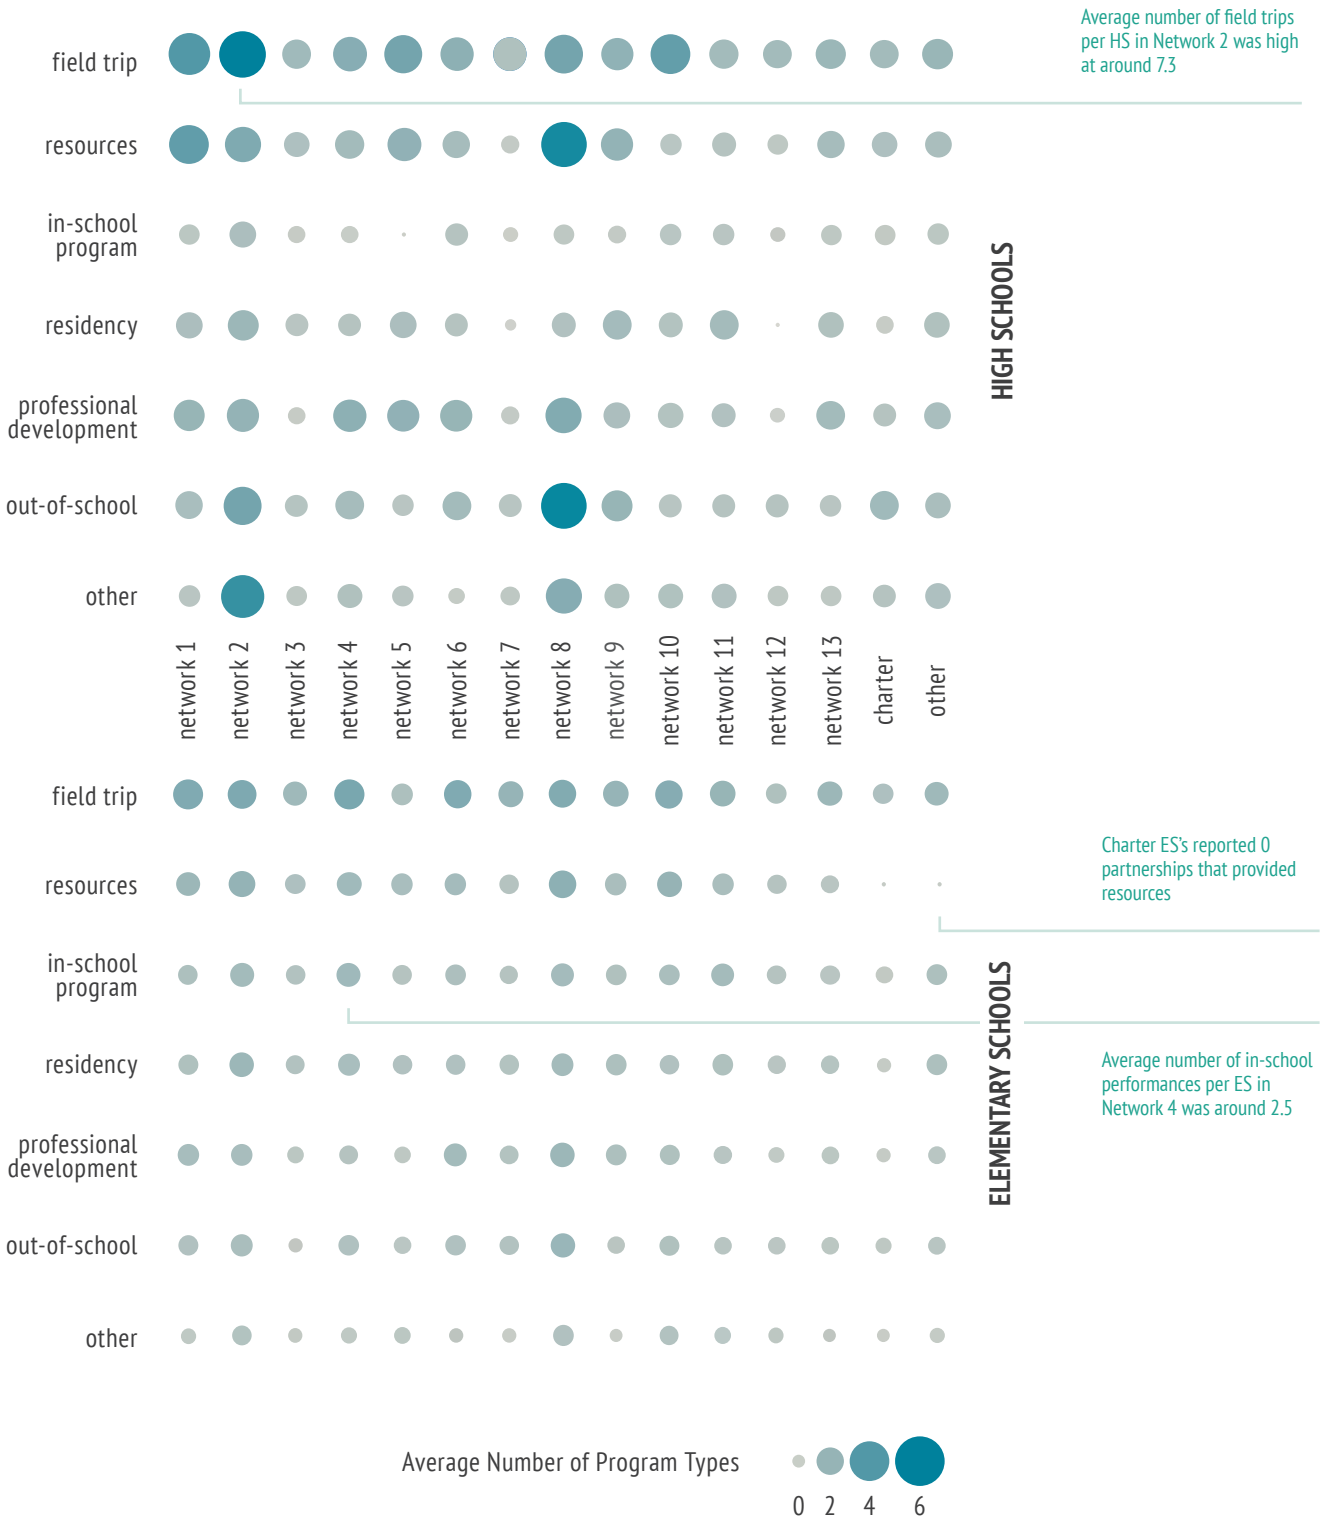 Average number of field trips
per HS in Network 2 was high
at around 7.3
field trip
resources
in-school
program
residency
professional
development
out-of-school
other
HIGH SCHOOLS
network 1
network 2
network 3
network 4
network 5
network 6
network 7
network 8
network 9
network 10
network 11
network 12
network 13
charter
other
field trip
resources
in-school
program
residency
professional
development
out-of-school
other
Charter ES's reported 0
partnerships that provided
resources
ELEMENTARY SCHOOLS
Average number of in-school
performances per ES in
Network 4 was around 2.5
Average Number of Program Types
0 2 4 6